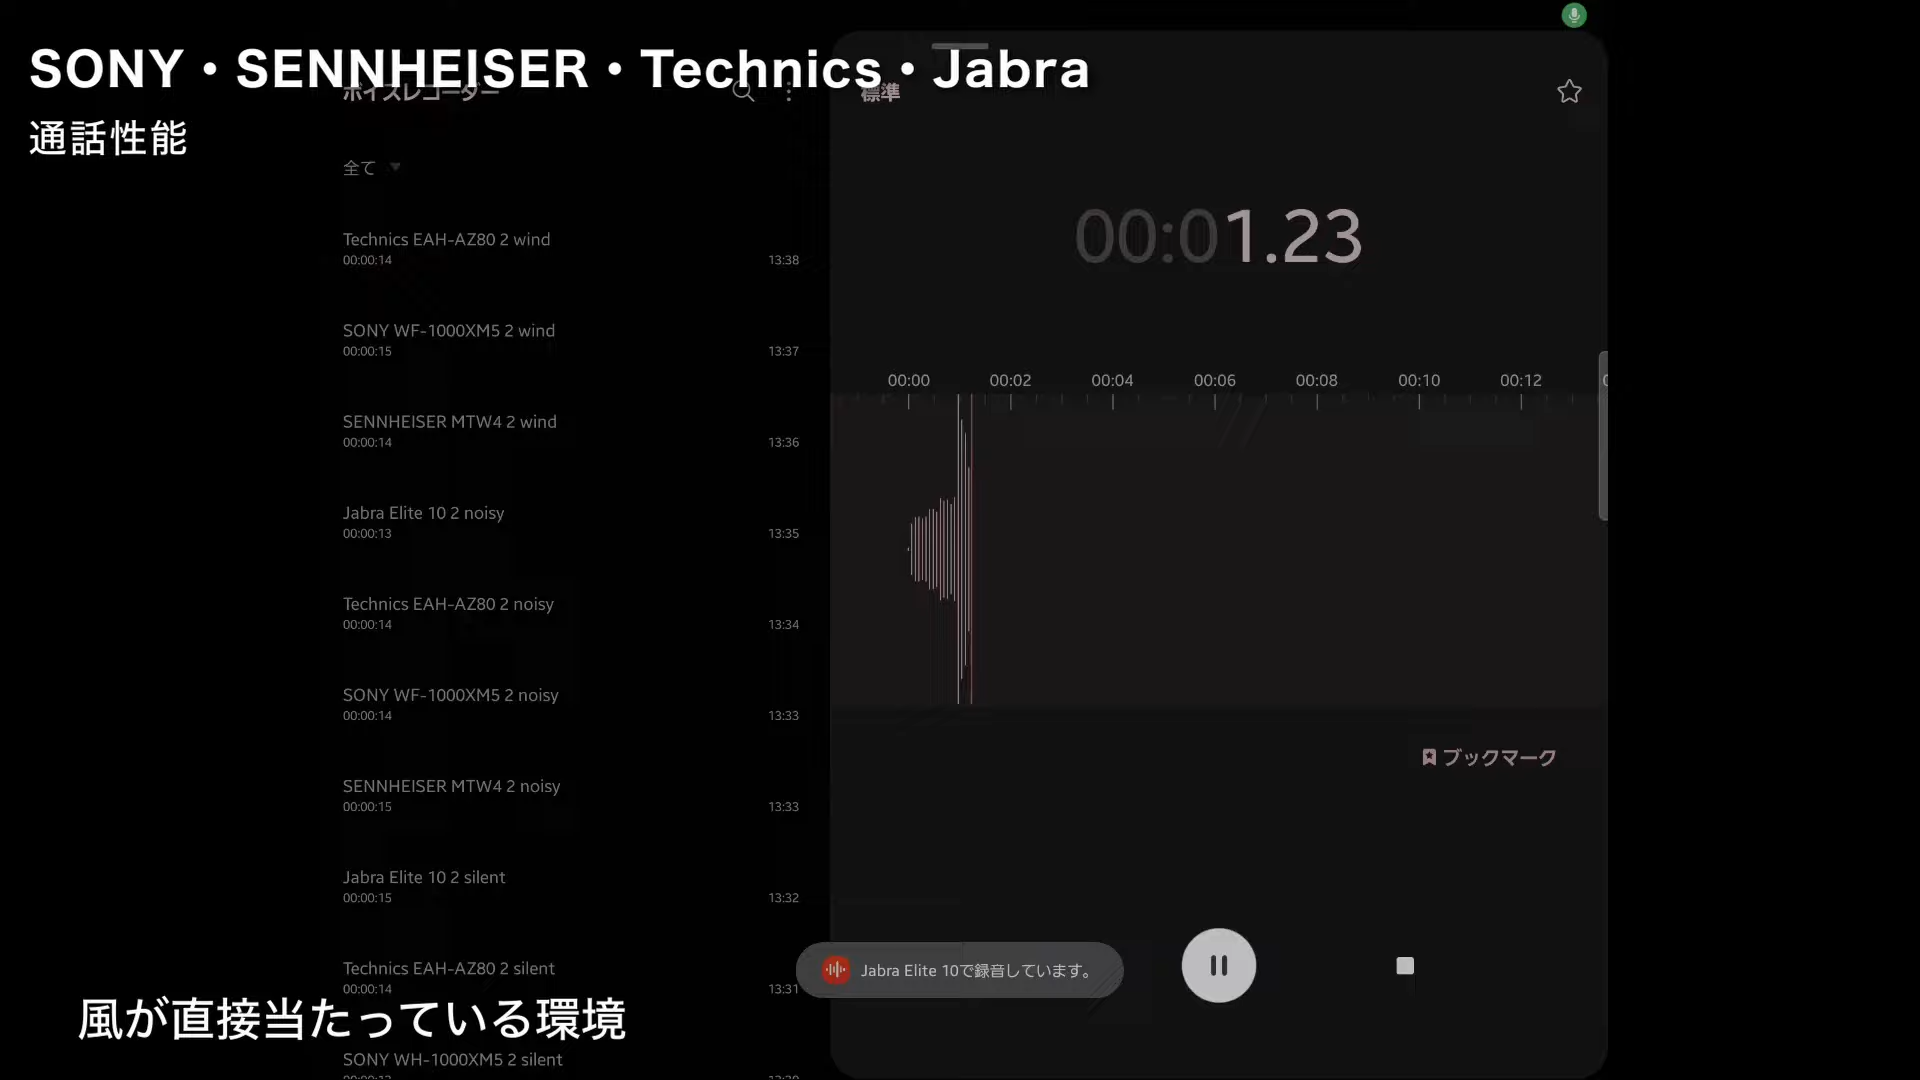 SONY・SENNHEISER・Technics・Jabra
通話性能
ボイスレコーダー
標準
全て
Technics EAH-AZ80 2 wind
00:00:14
13:38
SONY WF-1000XM5 2 wind
00:00:15
13:37
SENNHEISER MTW4 2 wind
00:00:14
13:36
Jabra Elite 10 2 noisy
00:00:13
13:35
Technics EAH-AZ80 2 noisy
00:00:14
13:34
SONY WF-1000XM5 2 noisy
00:00:14
13:33
SENNHEISER MTW4 2 noisy
00:00:15
13:33
Jabra Elite 10 2 silent
00:00:15
13:32
Technics EAH-AZ80 2 silent
00:00:14
13:31
SONY WH-1000XM5 2 silent
00:01.23
00:00 00:02 00:04 00:06 00:08 00:10 00:12
ブックマーク
Jabra Elite 10で録音しています。
風が直接当たっている環境